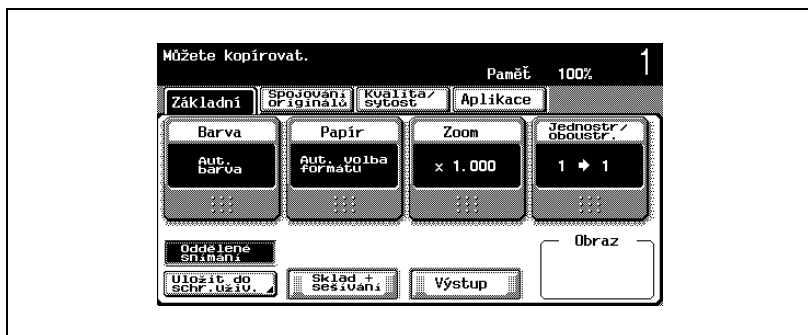 Můžete kopírovat.
1
Paměť 100%
Základní
Spojování
originálů
Kvalita/
sytost
Aplikace
Barva
Aut.
barva
Papír
Aut. volba
formátu
Zoom
x 1.000
Jednostr/
oboustr.
1 ➔ 1
Oddělené
snímání
Uložit do
schr.uživ.
Sklad +
sešívání
Výstup
Obraz